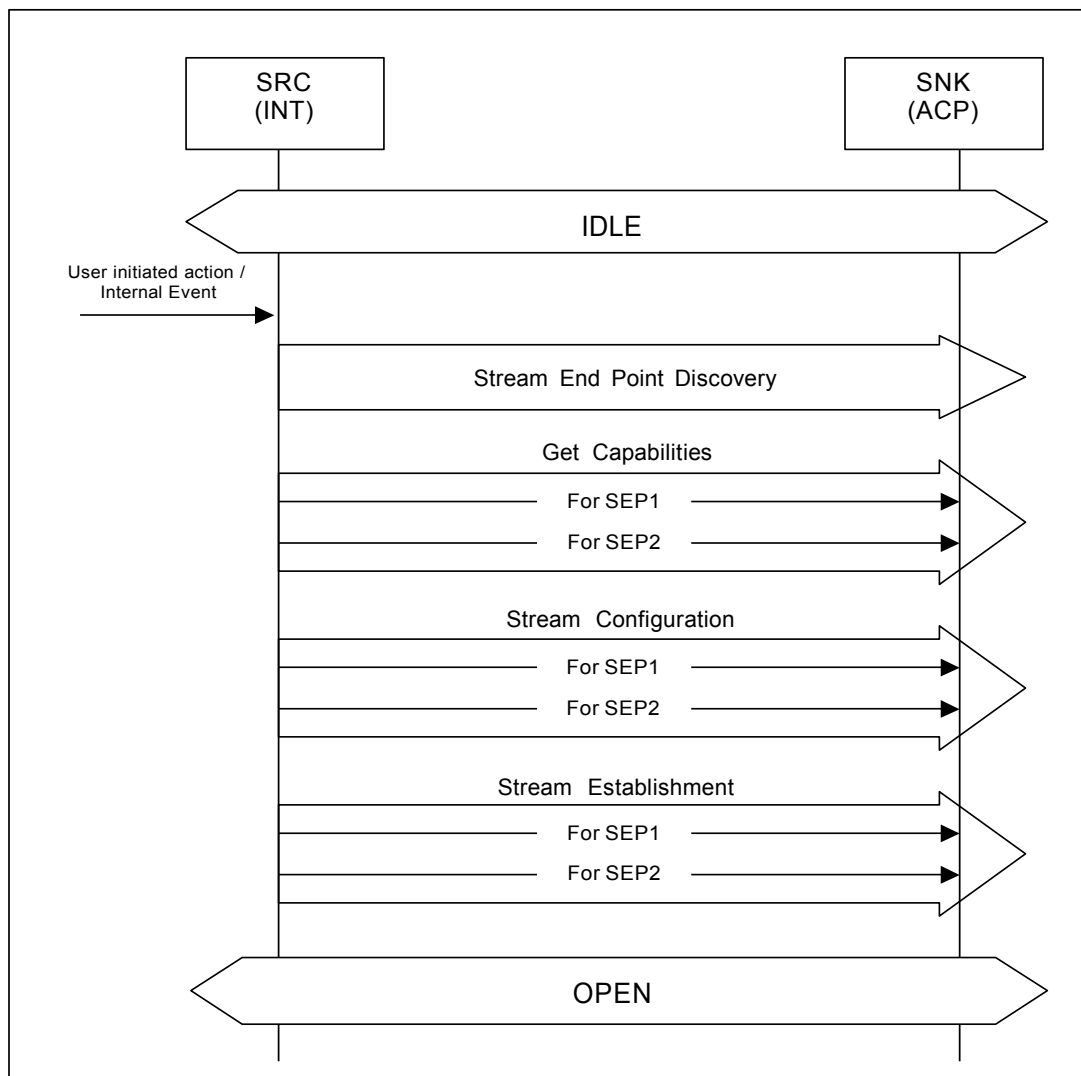 SRC
(INT)
SNK
(ACP)
IDLE
User initiated action /
Internal Event
Stream End Point Discovery
Get Capabilities
For SEP1
For SEP2
Stream Configuration
For SEP1
For SEP2
Stream Establishment
For SEP1
For SEP2
OPEN